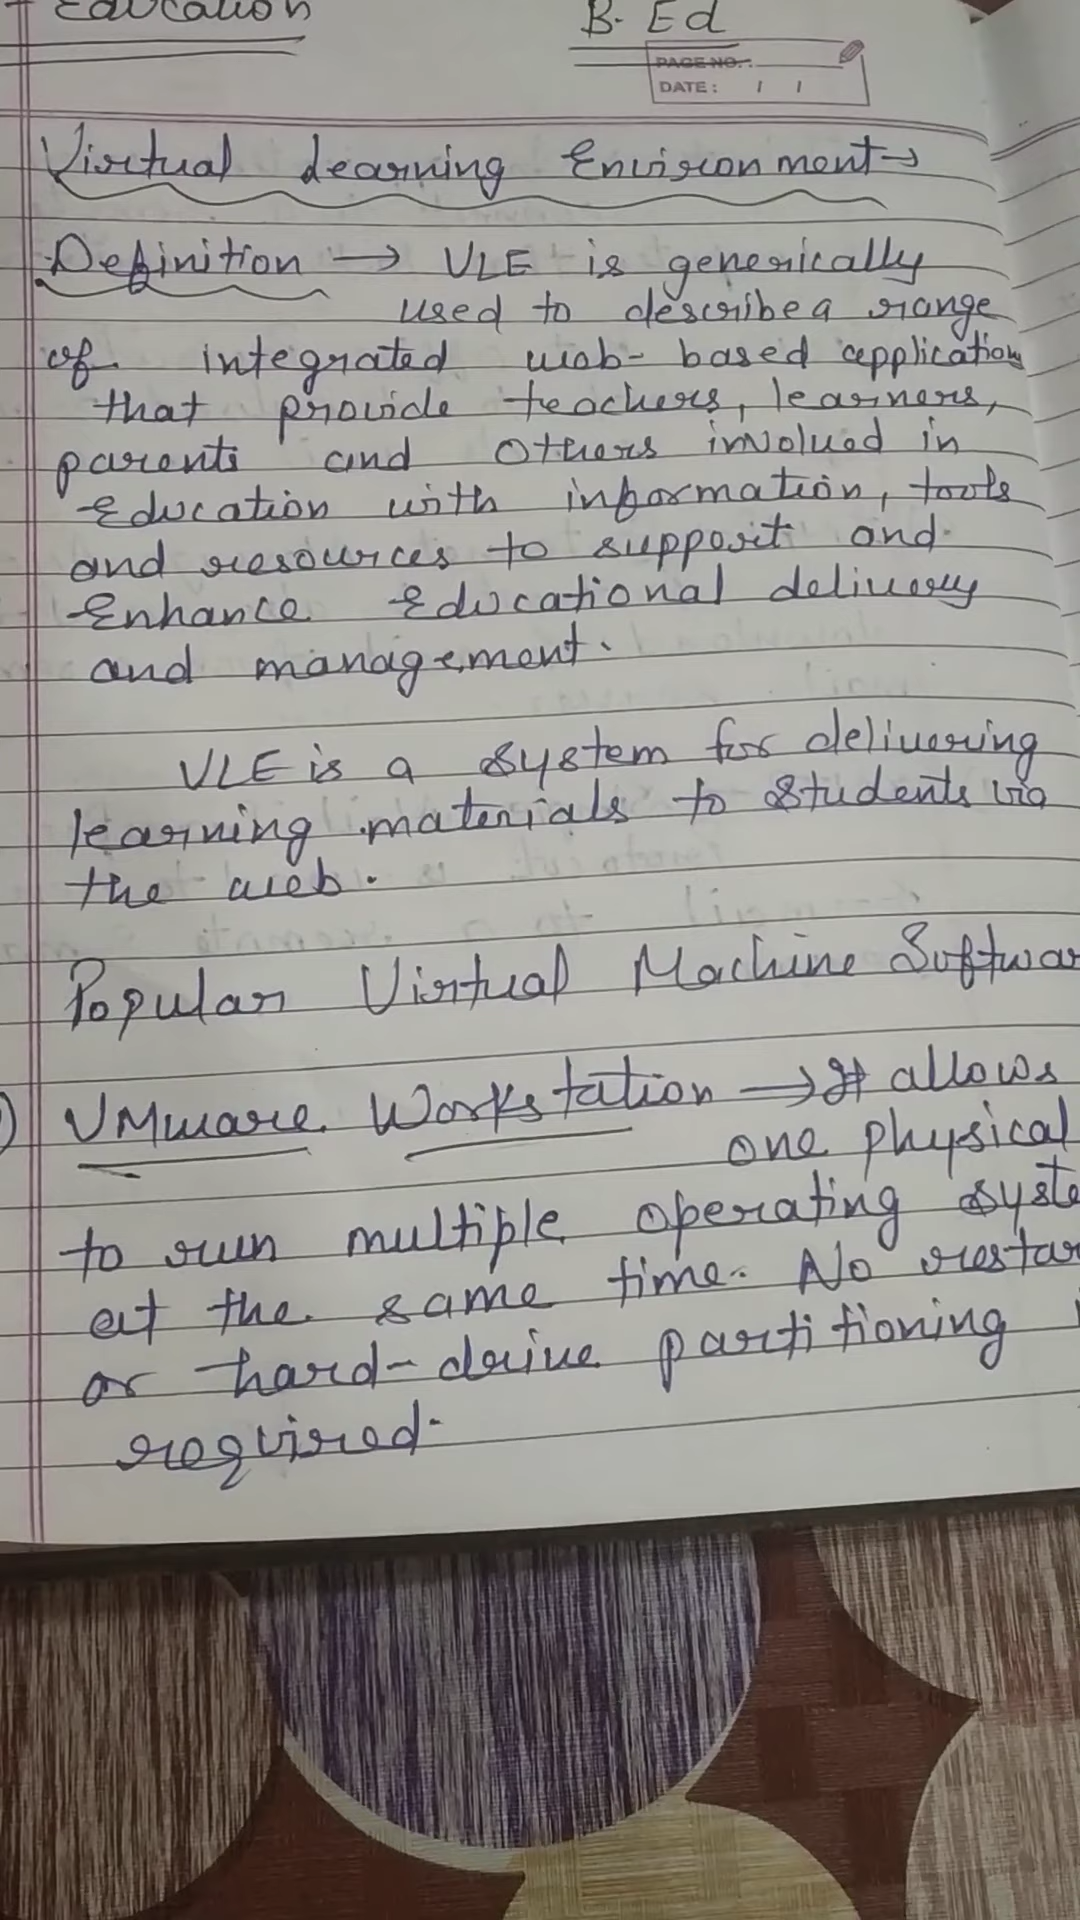 Education
B. Ed
PAGE NO.:
DATE: / /
Virtual Learning Environment →
Definition → VLE is generically
used to describe a range
of integrated web-based application
that provide teachers, learners,
parents and others involved in
Education with information, tools
and resources to support and
Enhance Educational delivery
and management.
VLE is a system for delivering
learning materials to students via
the web.
Popular Virtual Machine Softwar
) VMware Workstation → It allows
one physical
to run multiple operating syste
at the same time. No restar
or hard-drive partitioning
required.